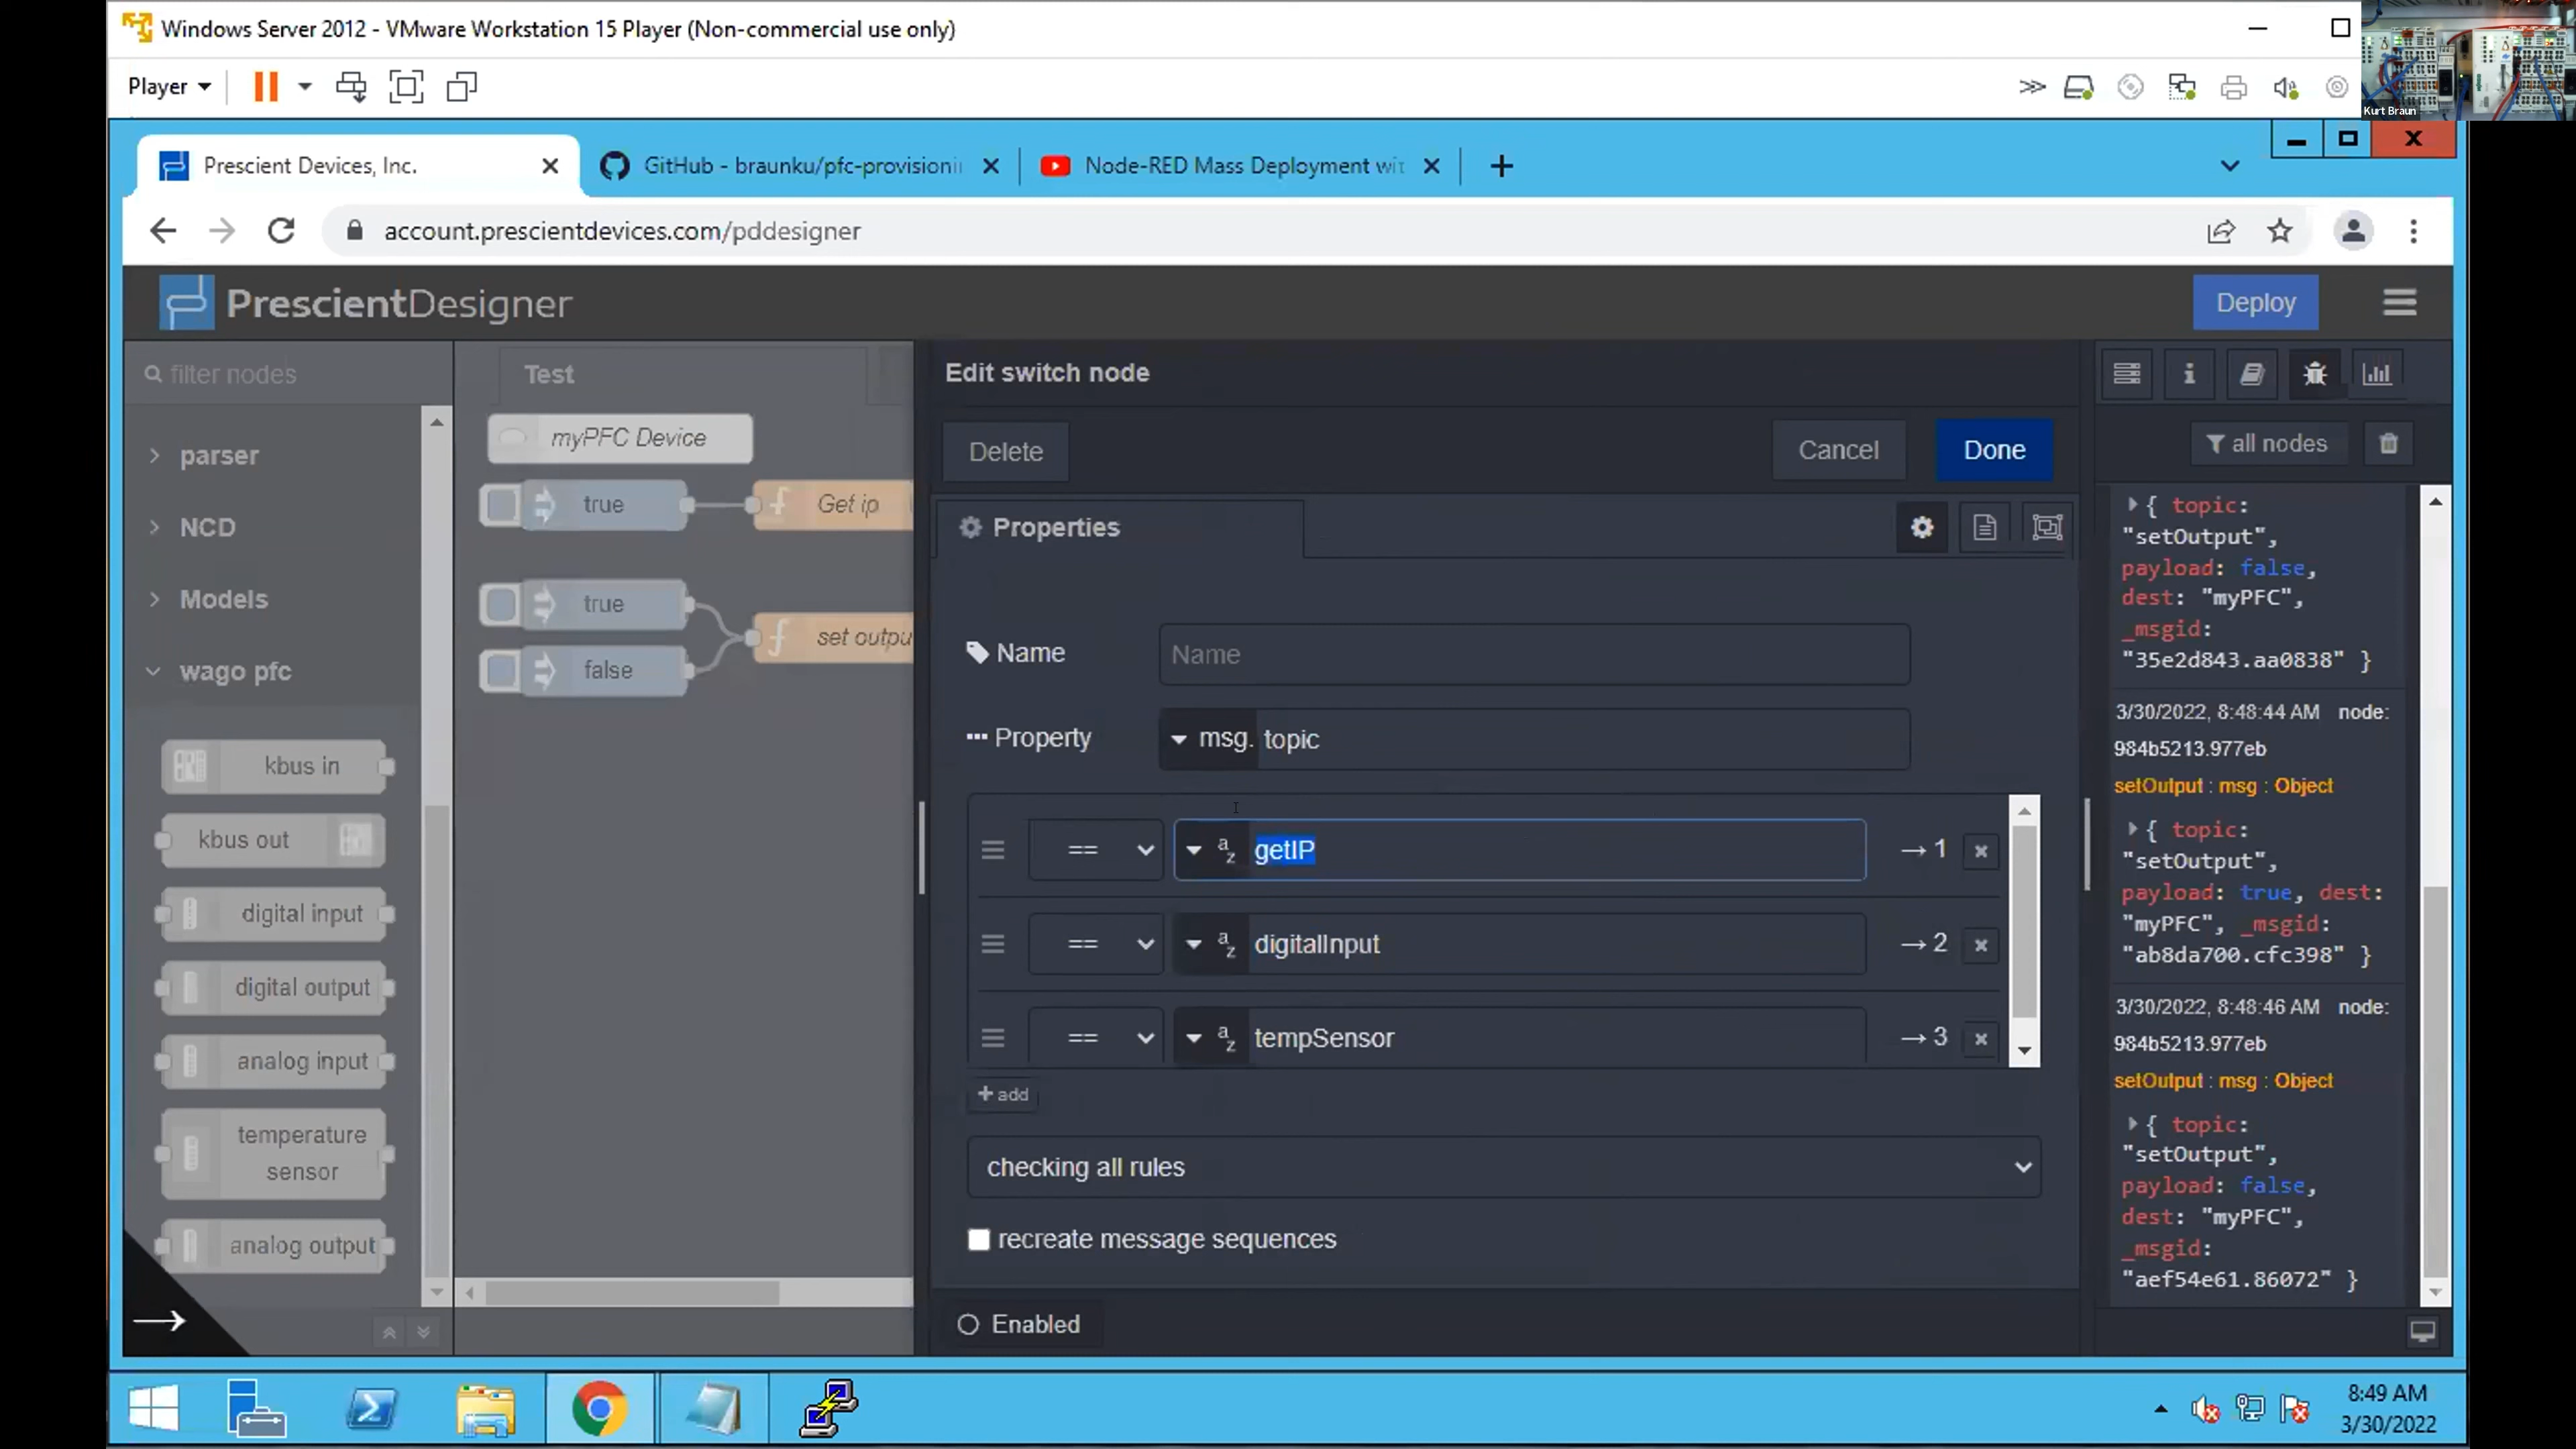 Windows Server 2012 - VMware Workstation 15 Player (Non-commercial use only)
Player
Kurt Braun
Prescient Devices, Inc.
GitHub - braunku/pfc-provisionin
Node-RED Mass Deployment wit
account.prescientdevices.com/pddesigner
PrescientDesigner
Deploy
filter nodes
parser
NCD
Models
wago pfc
kbus in
kbus out
digital input
digital output
analog input
temperature
sensor
analog output
Test
myPFC Device
true
Get ip
true
set outpu
false
Edit switch node
Delete
Cancel
Done
Properties
Name
Name
Property
msg. topic
== getIP → 1
== digitalInput → 2
== tempSensor → 3
+ add
checking all rules
recreate message sequences
Enabled
all nodes
{ topic:
"setOutput",
payload: false,
dest: "myPFC",
_msgid:
"35e2d843.aa0838" }
3/30/2022, 8:48:44 AM node:
984b5213.977eb
setOutput : msg : Object
{ topic:
"setOutput",
payload: true, dest:
"myPFC", _msgid:
"ab8da700.cfc398" }
3/30/2022, 8:48:46 AM node:
984b5213.977eb
setOutput : msg : Object
{ topic:
"setOutput",
payload: false,
dest: "myPFC",
_msgid:
"aef54e61.86072" }
8:49 AM
3/30/2022